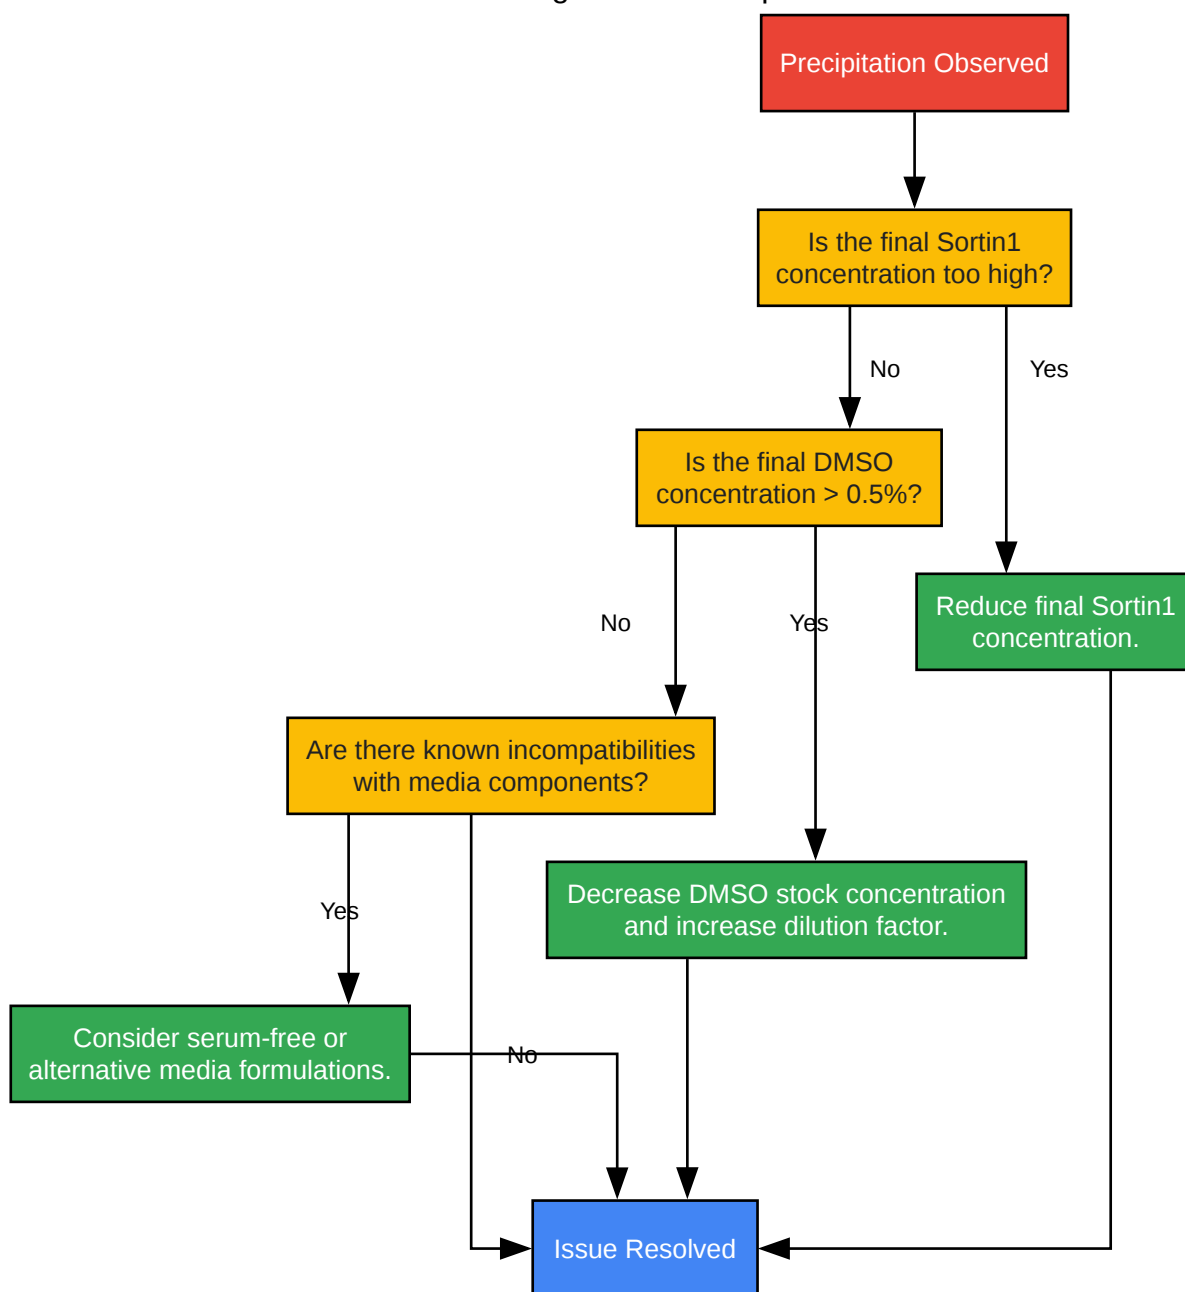 Precipitation Observed
Is the final Sortin1
concentration too high?
No
Yes
Is the final DMSO
concentration > 0.5%?
No
Yes
Reduce final Sortin1
concentration.
Are there known incompatibilities
with media components?
Yes
Decrease DMSO stock concentration
and increase dilution factor.
Consider serum-free or
alternative media formulations.
No
Issue Resolved